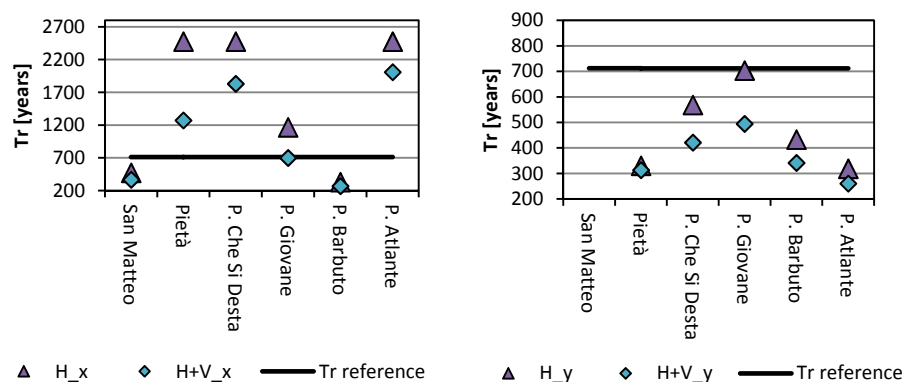 2700
2200
1700
1200
700
200
Tr [years]
San Matteo
Pietà
P. Che Si Desta
P. Giovane
P. Barbuto
P. Atlante
H_x
H+V_x
Tr reference
900
800
700
600
500
400
300
200
Tr [years]
San Matteo
Pietà
P. Che Si Desta
P. Giovane
P. Barbuto
P. Atlante
H_y
H+V_y
Tr reference